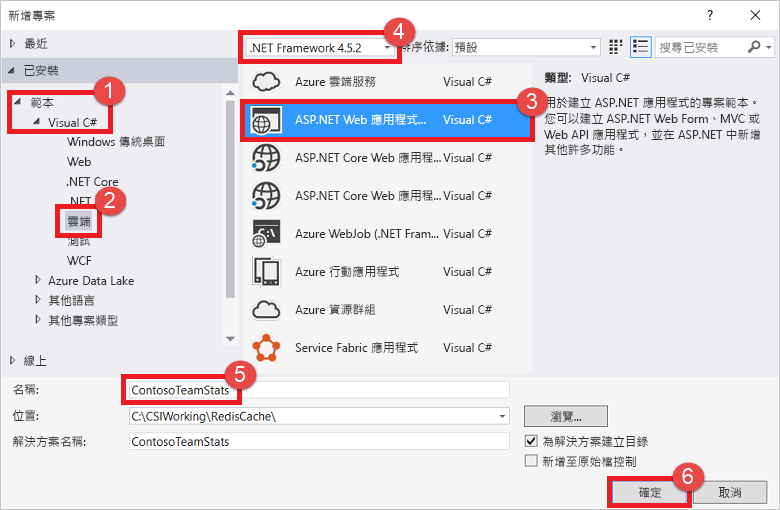 新增專案
? ×
最近
已安裝
範本
1
Visual C#
Windows 傳統桌面
Web
.NET Core
.NET
2
雲端
測試
WCF
Azure Data Lake
其他語言
其他專案類型
線上
.NET Framework 4.5.2
4
排序依據: 預設
搜尋已安裝
Azure 雲端服務 Visual C#
3
ASP.NET Web 應用程式... Visual C#
ASP.NET Core Web 應用程... Visual C#
ASP.NET Core Web 應用程... Visual C#
Azure WebJob (.NET Fram... Visual C#
Azure 行動應用程式 Visual C#
Azure 資源群組 Visual C#
Service Fabric 應用程式 Visual C#
類型: Visual C#
用於建立 ASP.NET 應用程式的專案範本。
您可以建立 ASP.NET Web Form、MVC 或
Web API 應用程式，並在 ASP.NET 中新增
其他許多功能。
5
名稱: ContosoTeamStats
位置: C:\CSIWorking\RedisCache\ 瀏覽...
解決方案名稱: ContosoTeamStats
為解決方案建立目錄
新增至原始檔控制
6
確定 取消